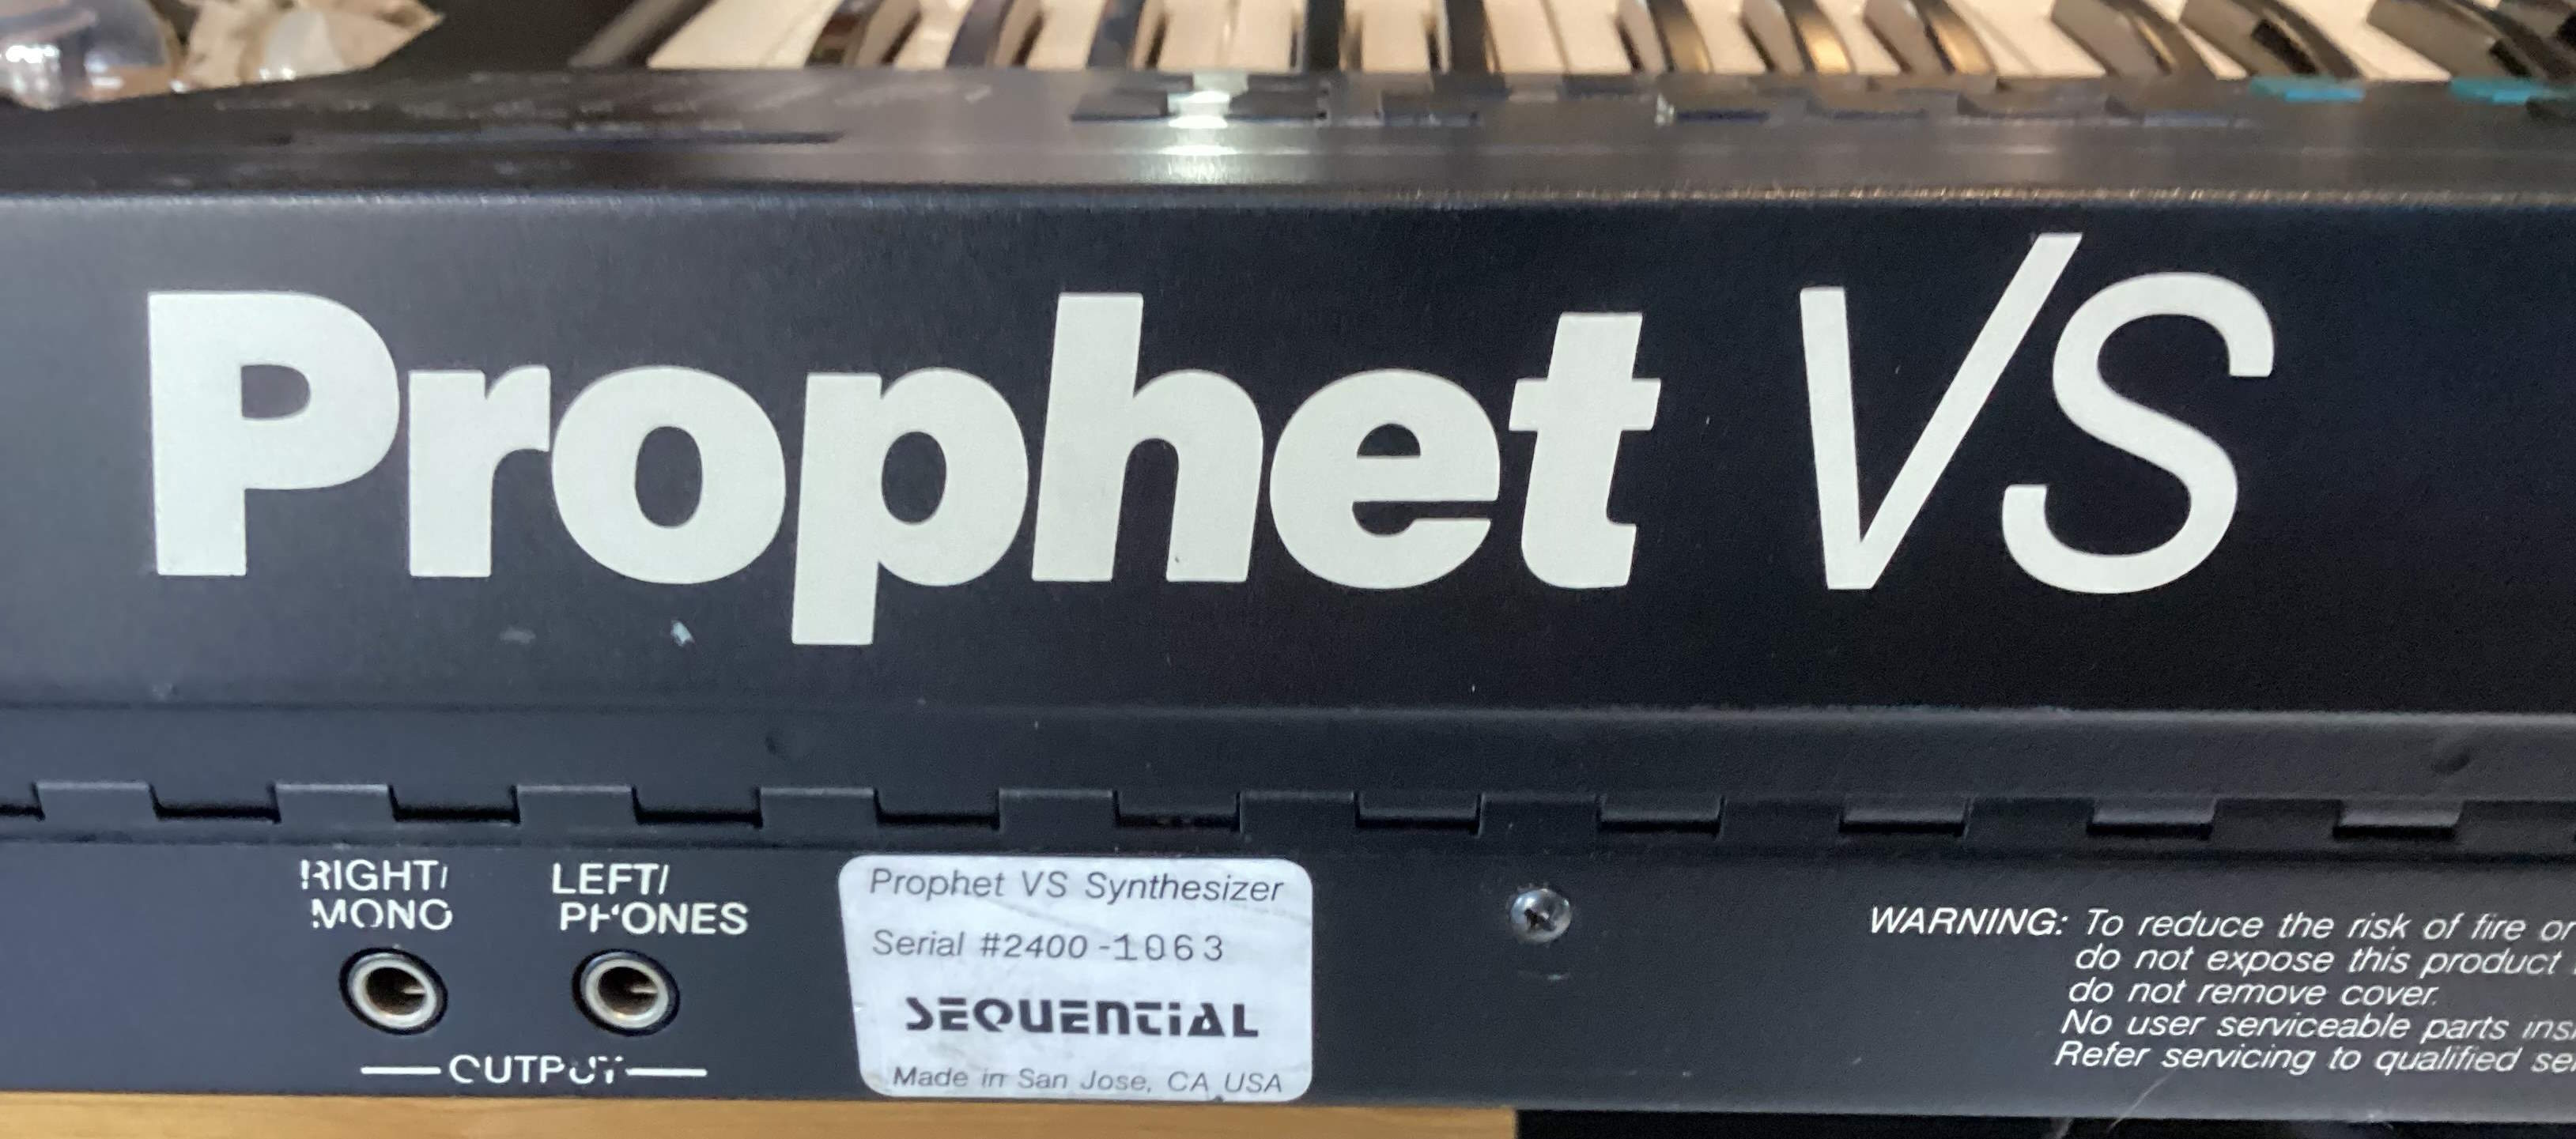 Prophet VS
RIGHT/
MONO
LEFT/
PHONES
OUTPUT
Prophet VS Synthesizer
Serial #2400-1063
SEQUENTIAL
Made in San Jose, CA USA
WARNING: To reduce the risk of fire or
do not expose this product
do not remove cover.
No user serviceable parts
Refer servicing to qualified